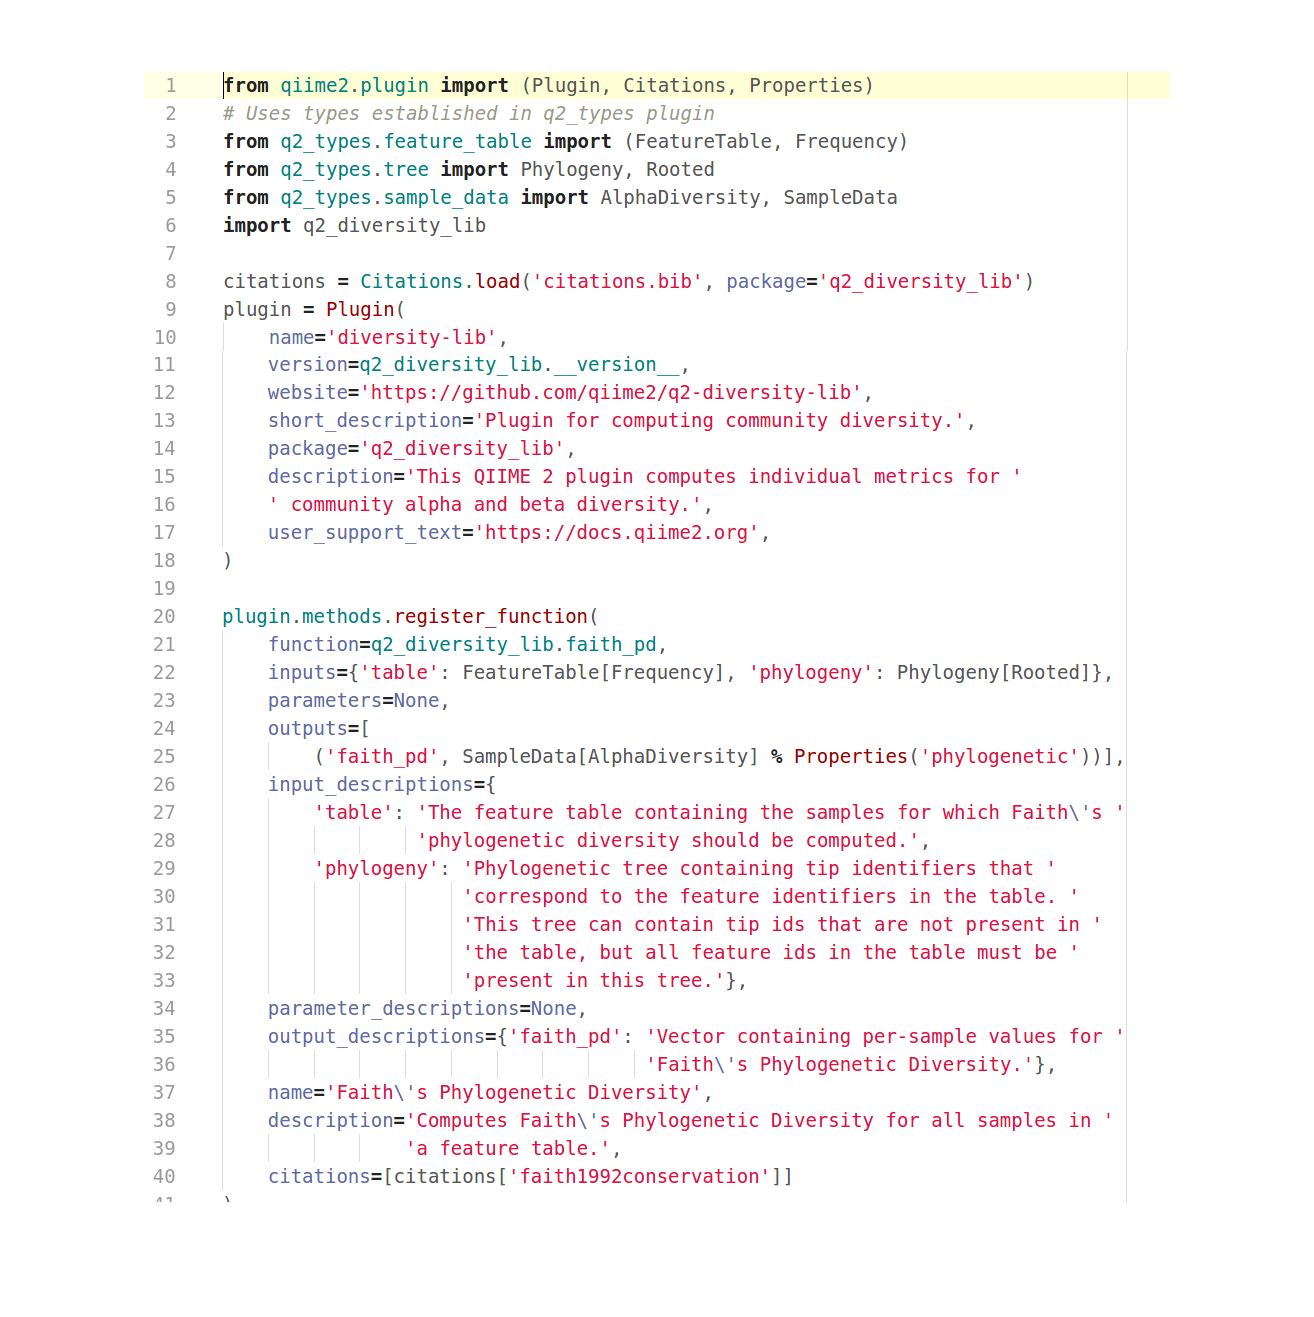 1 from qiime2.plugin import (Plugin, Citations, Properties)
2 # Uses types established in q2_types plugin
3 from q2_types.feature_table import (FeatureTable, Frequency)
4 from q2_types.tree import Phylogeny, Rooted
5 from q2_types.sample_data import AlphaDiversity, SampleData
6 import q2_diversity_lib
7
8 citations = Citations.load('citations.bib', package='q2_diversity_lib')
9 plugin = Plugin(
10     name='diversity-lib',
11     version=q2_diversity_lib.__version__,
12     website='https://github.com/qiime2/q2-diversity-lib',
13     short_description='Plugin for computing community diversity.',
14     package='q2_diversity_lib',
15     description='This QIIME 2 plugin computes individual metrics for '
16     ' community alpha and beta diversity.',
17     user_support_text='https://docs.qiime2.org',
18 )
19
20 plugin.methods.register_function(
21     function=q2_diversity_lib.faith_pd,
22     inputs={'table': FeatureTable[Frequency], 'phylogeny': Phylogeny[Rooted]},
23     parameters=None,
24     outputs=[
25         ('faith_pd', SampleData[AlphaDiversity] % Properties('phylogenetic'))],
26     input_descriptions={
27         'table': 'The feature table containing the samples for which Faith\'s '
28                  'phylogenetic diversity should be computed.',
29         'phylogeny': 'Phylogenetic tree containing tip identifiers that '
30                      'correspond to the feature identifiers in the table. '
31                      'This tree can contain tip ids that are not present in '
32                      'the table, but all feature ids in the table must be '
33                      'present in this tree.'},
34     parameter_descriptions=None,
35     output_descriptions={'faith_pd': 'Vector containing per-sample values for '
36                                      'Faith\'s Phylogenetic Diversity.'},
37     name='Faith\'s Phylogenetic Diversity',
38     description='Computes Faith\'s Phylogenetic Diversity for all samples in '
39                 'a feature table.',
40     citations=[citations['faith1992conservation']]
41 )